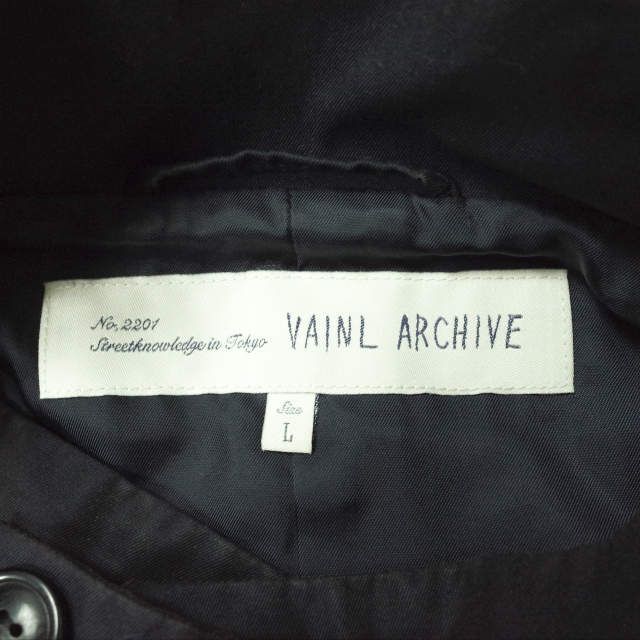 No, 2201
Streetknowledge in Tokyo
VAINL ARCHIVE
Size
L